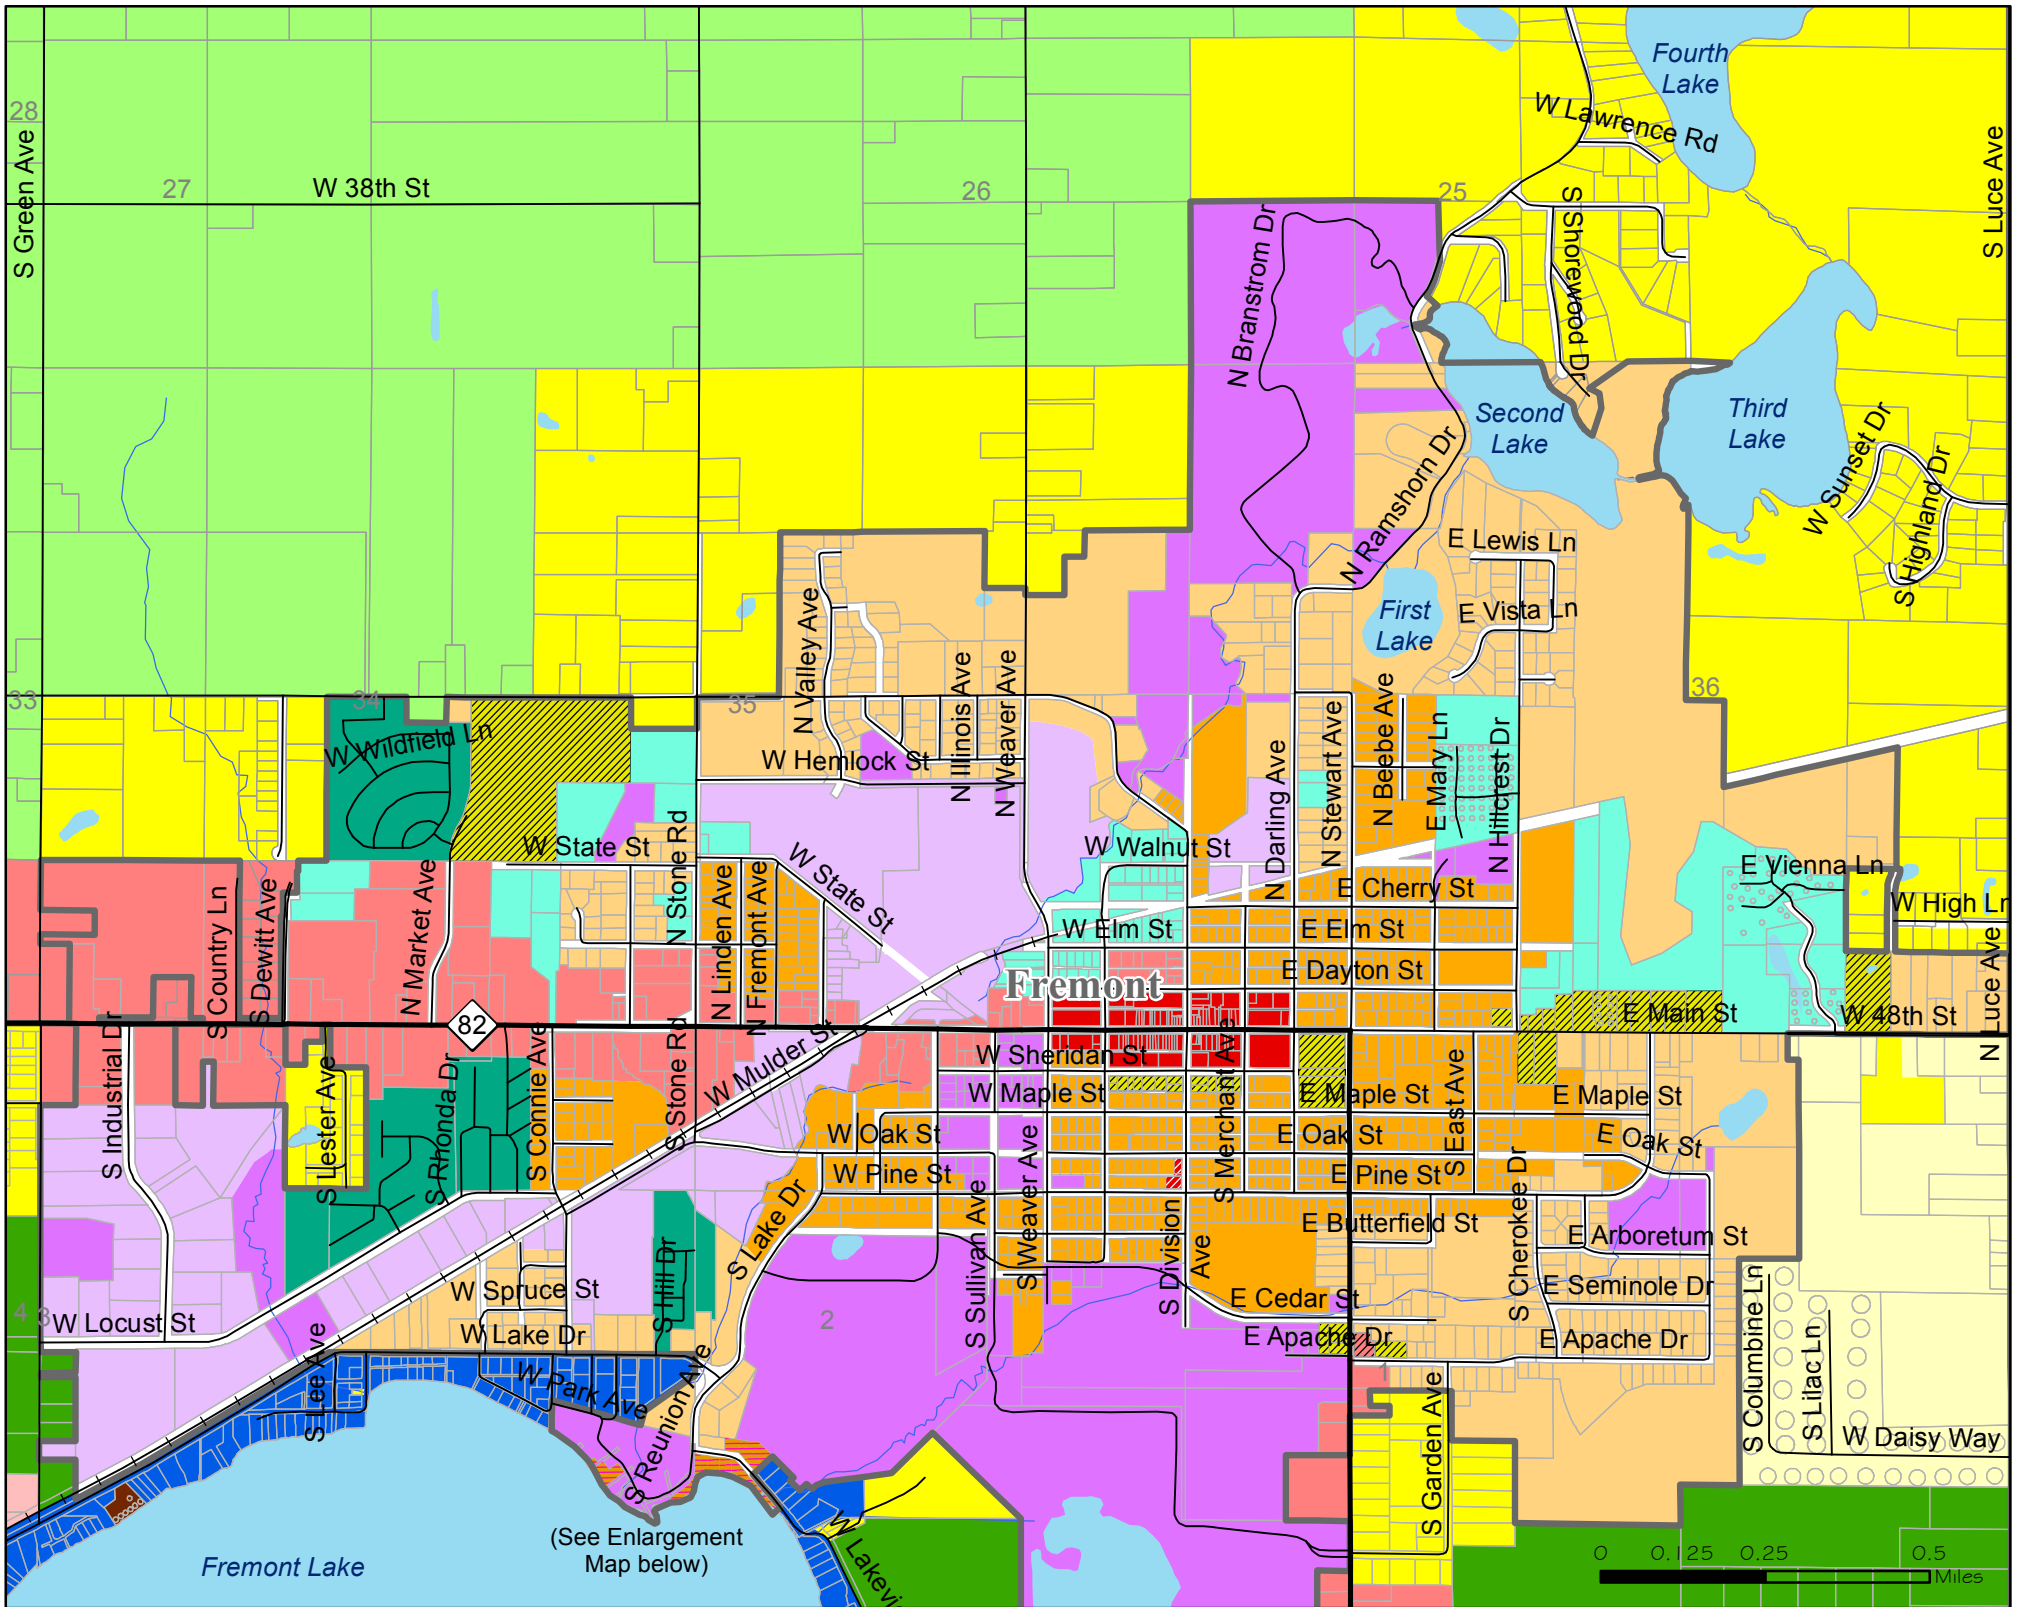 Fourth
Lake
W Lawrence Rd
28
S Green Ave
S Luce Ave
27
W 38th St
26
25
N Branstrom Dr
S Shorewood Dr
Second
Lake
Third
Lake
W Sunset Dr
S Highland Dr
N Ramshorn Dr
E Lewis Ln
First
Lake
E Vista Ln
N Valley Ave
N Illinois Ave
N Weaver Ave
33
34
35
36
W Wildfield Ln
W Hemlock St
N Stewart Ave
N Beebe Ave
E Mary Ln
N Hillcrest Dr
N Darling Ave
W State St
N Stone Rd
W State St
W Walnut St
E Vienna Ln
E Cherry St
W High Ln
S Country Ln
S Dewitt Ave
N Market Ave
N Linden Ave
N Fremont Ave
W Elm St
E Elm St
E Dayton St
Fremont
E Main St
W 48th St
N Luce Ave
S Industrial Dr
82
W Sheridan St
S Merchant Ave
S Lester Ave
S Rhonda Dr
S Connie Ave
S Stone Rd
W Mulder St
W Maple St
E Maple St
E Maple St
S East Ave
W Oak St
E Oak St
E Oak St
W Pine St
E Pine St
S Lake Dr
S Sullivan Ave
S Weaver Ave
S Division
Ave
E Butterfield St
S Cherokee Dr
E Arboretum St
E Seminole Dr
E Cedar St
E Apache Dr
E Apache Dr
W Spruce St
W Lake Dr
S Hill Dr
4
3
W Locust St
2
1
S Lee Ave
W Park Ave
S Reunion Ave
S Garden Ave
S Columbine Ln
S Lilac Ln
W Daisy Way
(See Enlargement
Map below)
Fremont Lake
0 0.125 0.25 0.5
Miles